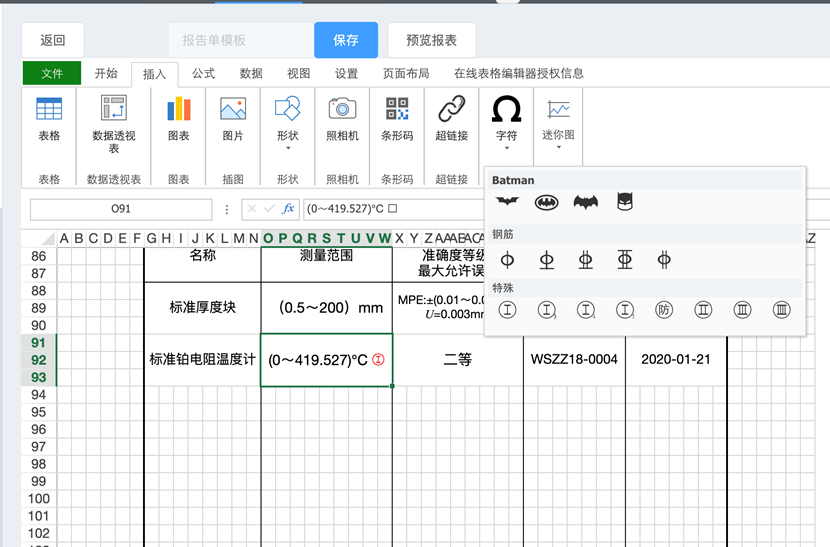 返回
报告单模板
保存
预览报表
文件 开始 插入 公式 数据 视图 设置 页面布局 在线表格编辑器授权信息
表格 数据透视表 图表 图片 形状 照相机 条形码 超链接 字符 迷你图
表格 数据透视表 图表 插图 形状 照相机 条形码 超链接
Batman
钢筋
特殊
防
O91
fx
(0～419.527)℃ □
A B C D E F G H I J K L M N O P Q R S T U V W X Y Z AA AE AC
86 名称 测量范围 准确度等级
87 最大允许误
88
89 标准厚度块 （0.5～200）mm MPE:±(0.01～0.0
90 U=0.003mm
91
92 标准铂电阻温度计 (0～419.527)℃ 工 二等 WSZZ18-0004 2020-01-21
93
94
95
96
97
98
99
100
101
102